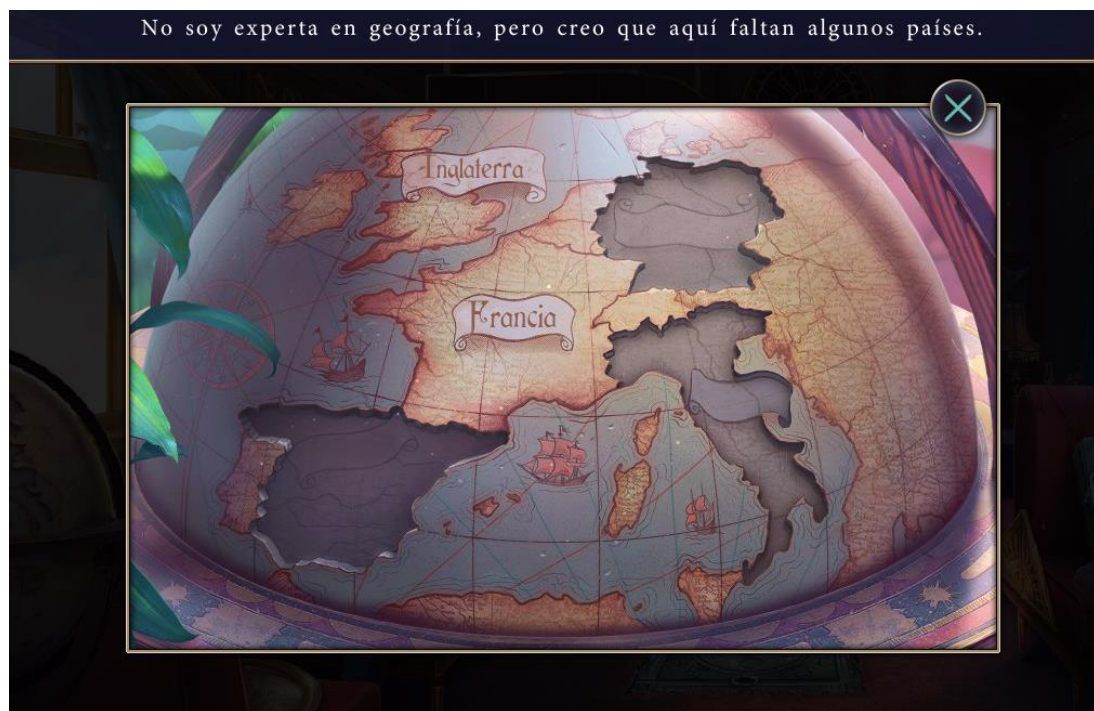 No soy experta en geografía, pero creo que aquí faltan algunos países.
Inglaterra
Francia